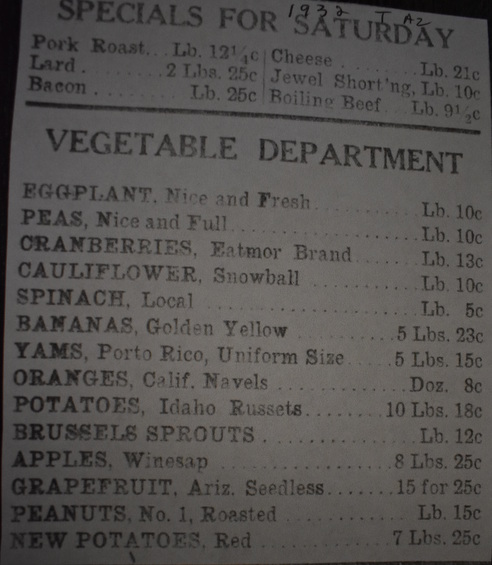 SPECIALS FOR SATURDAY
1932 T AZ
Pork Roast... Lb. 12¼c
Lard ........ 2 Lbs. 25c
Bacon ......... Lb. 25c
Cheese ......... Lb. 21c
Jewel Short'ng, Lb. 10c
Boiling Beef... Lb. 9½c
VEGETABLE DEPARTMENT
EGGPLANT, Nice and Fresh ......... Lb. 10c
PEAS, Nice and Full ......... Lb. 10c
CRANBERRIES, Eatmor Brand ....... Lb. 13c
CAULIFLOWER, Snowball ......... Lb. 10c
SPINACH, Local ......... Lb. 5c
BANANAS, Golden Yellow ......... 5 Lbs. 23c
YAMS, Porto Rico, Uniform Size ..... 5 Lbs. 15c
ORANGES, Calif. Navels ......... Doz. 8c
POTATOES, Idaho Russets........ 10 Lbs. 18c
BRUSSELS SPROUTS ......... Lb. 12c
APPLES, Winesap ......... 8 Lbs. 25c
GRAPEFRUIT, Ariz. Seedless....... 15 for 25c
PEANUTS, No. 1, Roasted ......... Lb. 15c
NEW POTATOES, Red ......... 7 Lbs. 25c